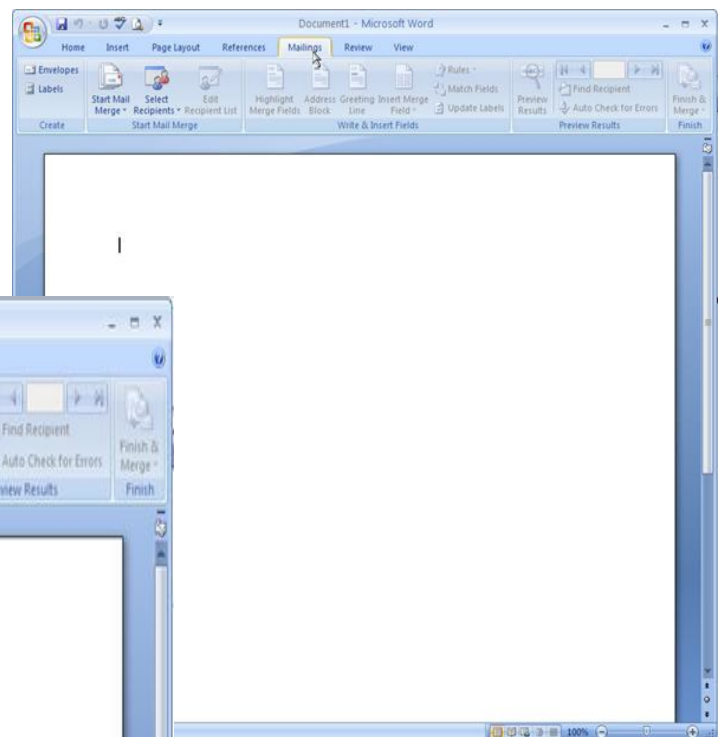 Document1 - Microsoft Word
Home Insert Page Layout References Mailings Review View
Envelopes
Labels
Create
Start Mail Merge
Select Recipients
Edit Recipient List
Start Mail Merge
Highlight Merge Fields
Address Block
Greeting Line
Insert Merge Field
Rules
Match Fields
Update Labels
Write & Insert Fields
Preview Results
Find Recipient
Auto Check for Errors
Preview Results
Finish & Merge
Finish
Find Recipient
Auto Check for Errors
view Results
Finish & Merge
Finish
100%